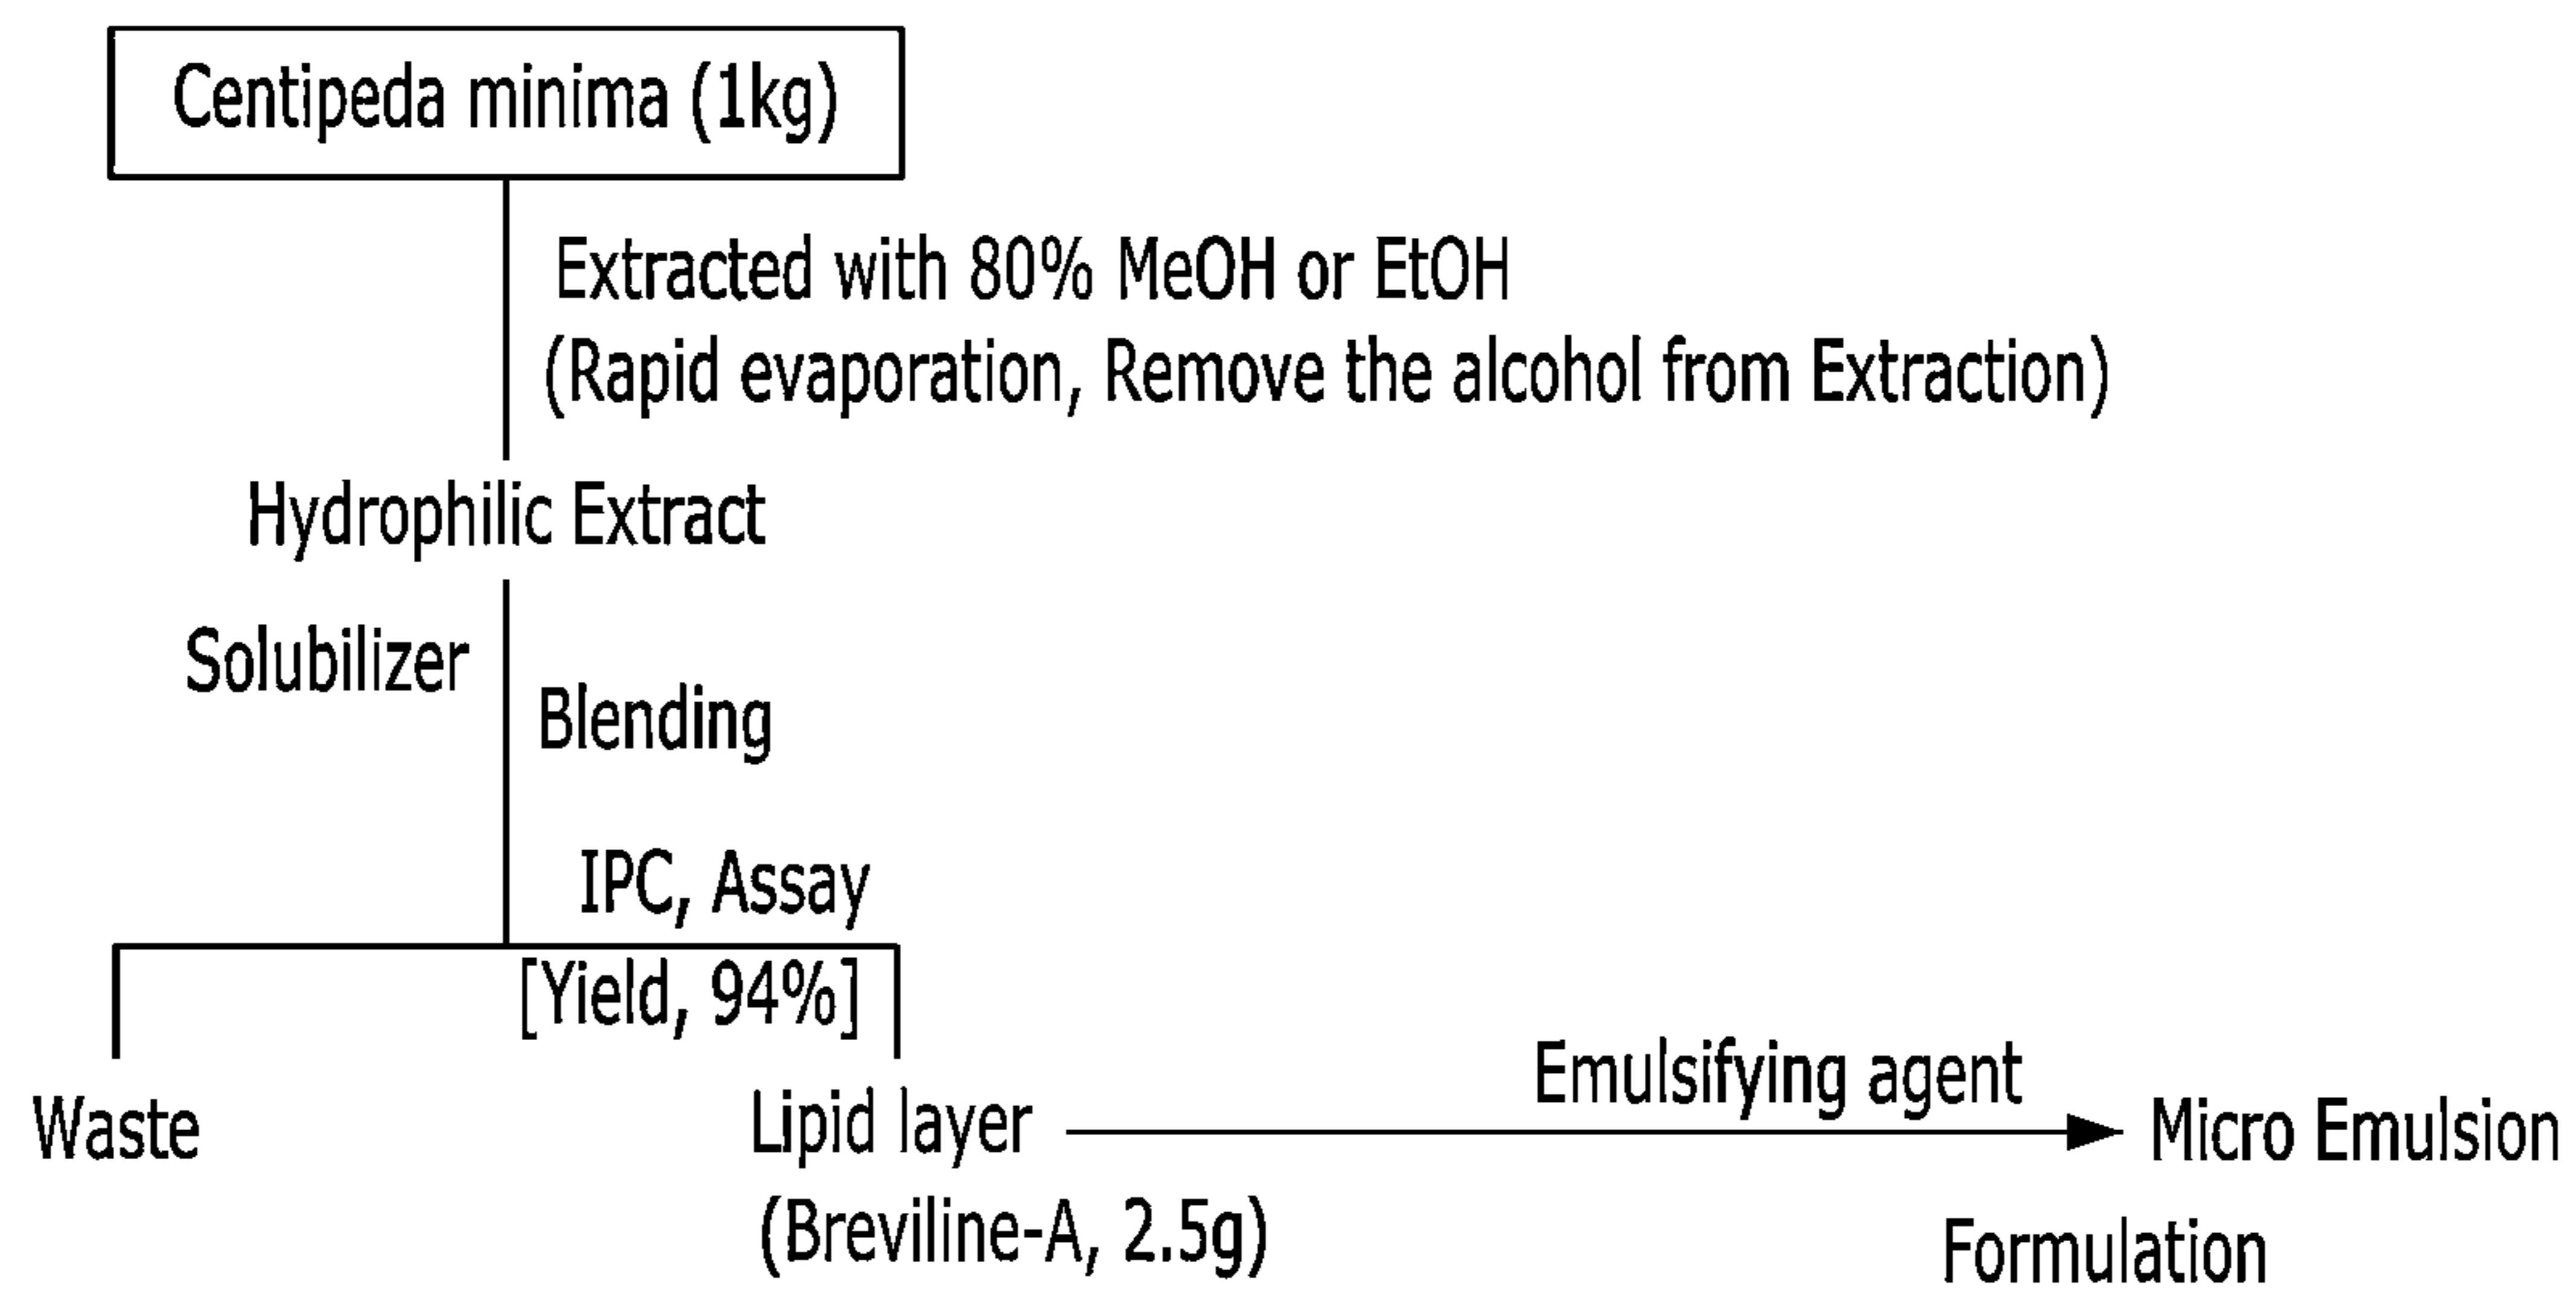 Centipeda minima (1kg)
Extracted with 80% MeOH or EtOH
(Rapid evaporation, Remove the alcohol from Extraction)
Hydrophilic Extract
Solubilizer
Blending
IPC, Assay
[Yield, 94%]
Waste
Lipid layer
(Breviline-A, 2.5g)
Emulsifying agent
Micro Emulsion
Formulation